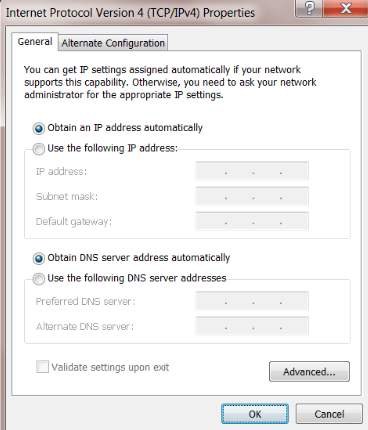 Internet Protocol Version 4 (TCP/IPv4) Properties
General
Alternate Configuration
You can get IP settings assigned automatically if your network
supports this capability. Otherwise, you need to ask your network
administrator for the appropriate IP settings.
Obtain an IP address automatically
Use the following IP address:
IP address:
Subnet mask:
Default gateway:
Obtain DNS server address automatically
Use the following DNS server addresses
Preferred DNS server:
Alternate DNS server:
Validate settings upon exit
Advanced...
OK
Cancel